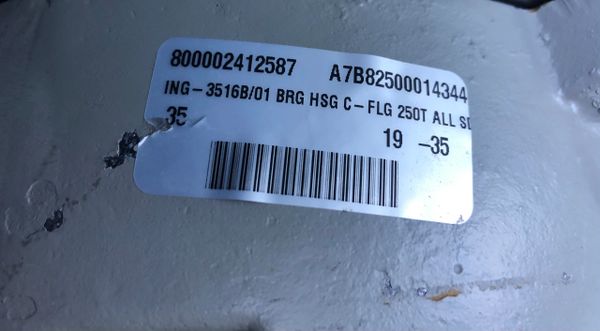 800002412587 A7B82500014344
ING-3516B/01 BRG HSG C-FLG 250T ALL
35
19 -35